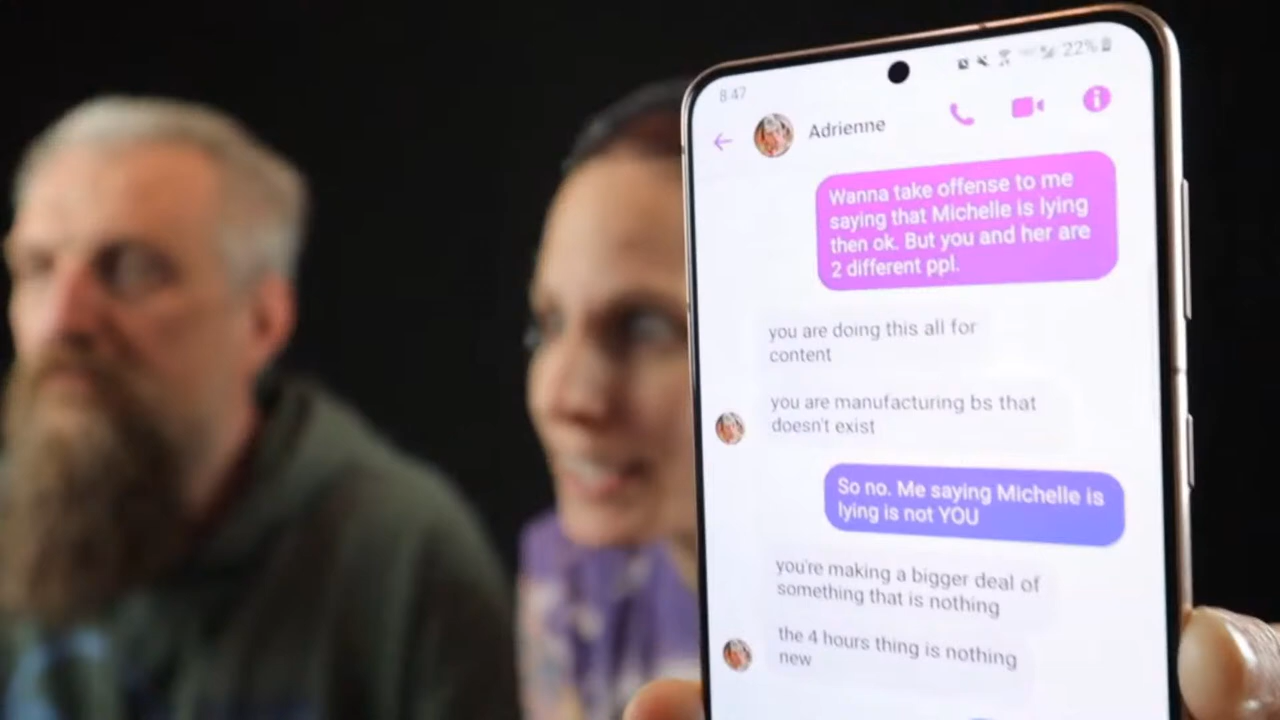 8:47
22%
Adrienne
Wanna take offense to me
saying that Michelle is lying
then ok. But you and her are
2 different ppl.
you are doing this all for
content
you are manufacturing bs that
doesn't exist
So no. Me saying Michelle is
lying is not YOU
you're making a bigger deal of
something that is nothing
the 4 hours thing is nothing
new